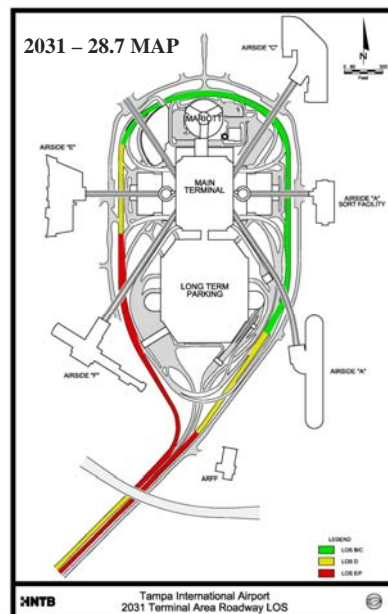 2031 – 28.7 MAP
AIRSIDE "C"
MARIOTT
AIRSIDE "E"
MAIN
TERMINAL
AIRSIDE "A"
SORT FACILITY
LONG TERM
PARKING
AIRSIDE "F"
AIRSIDE "A"
ARFF
LEGEND
LOS B/C
LOS D
LOS E/F
HNTB
Tampa International Airport
2031 Terminal Area Roadway LOS